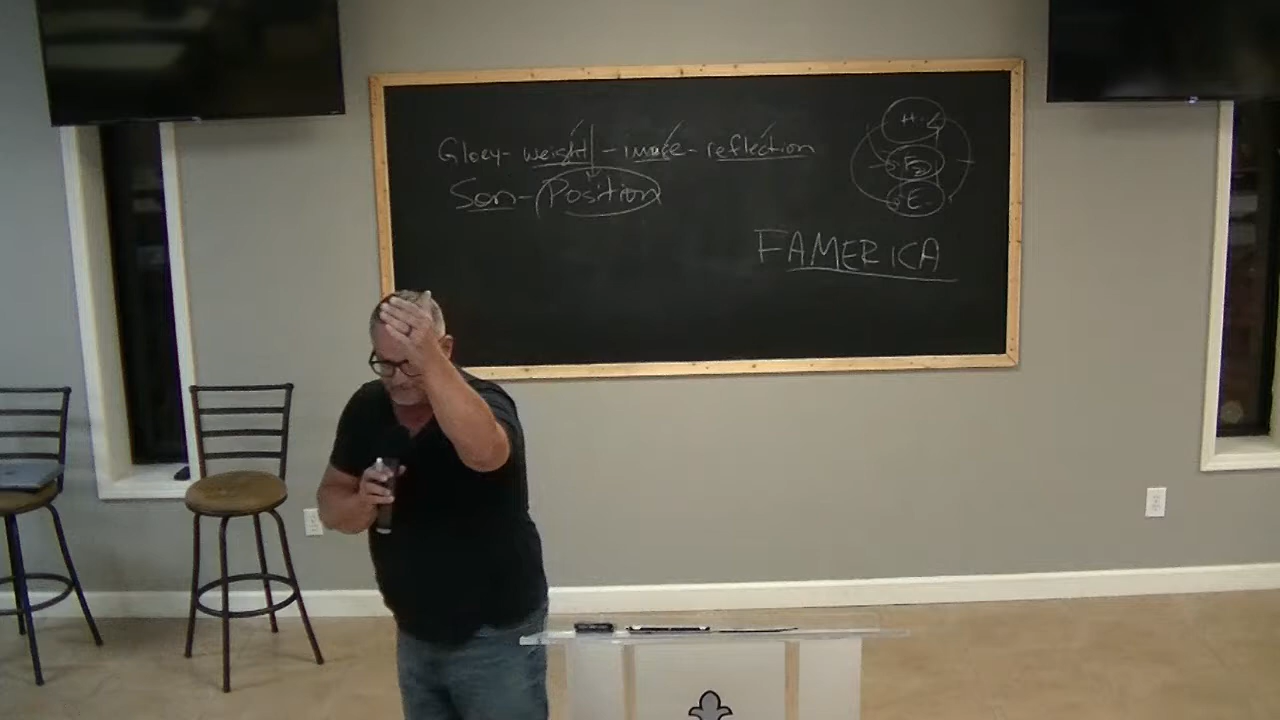 Glory- weight - image - reflection
Son - Position
H.
E.
FAMERICA